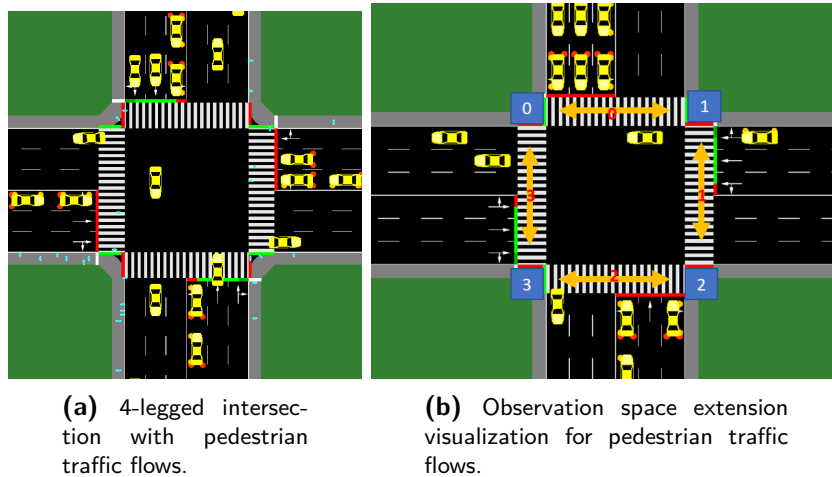 0
1
0
3
1
2
3
2
(a) 4-legged intersec-
tion with pedestrian
traffic flows.
(b) Observation space extension
visualization for pedestrian traffic
flows.